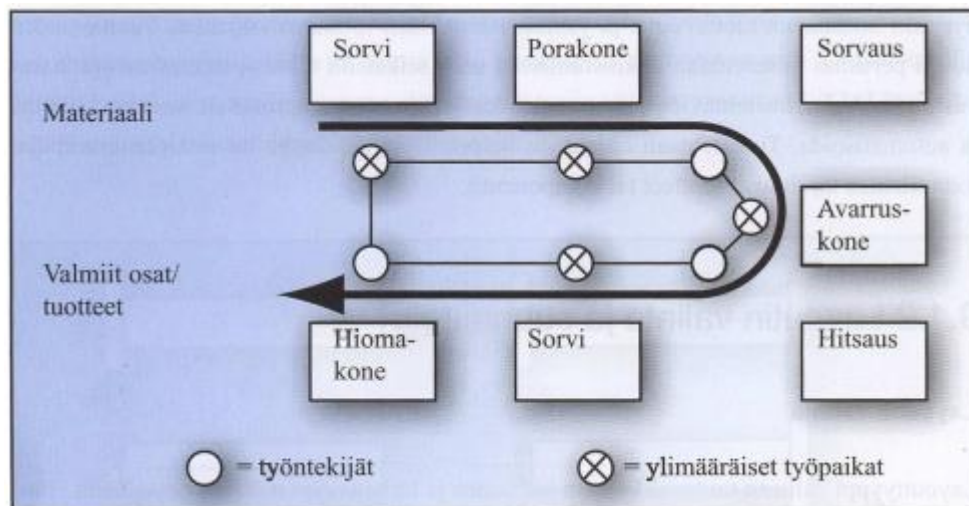 Sorvi
Porakone
Sorvaus
Materiaali
Avarrus-
kone
Valmiit osat/
tuotteet
Hioma-
kone
Sorvi
Hitsaus
= työntekijät
= ylimääräiset työpaikat